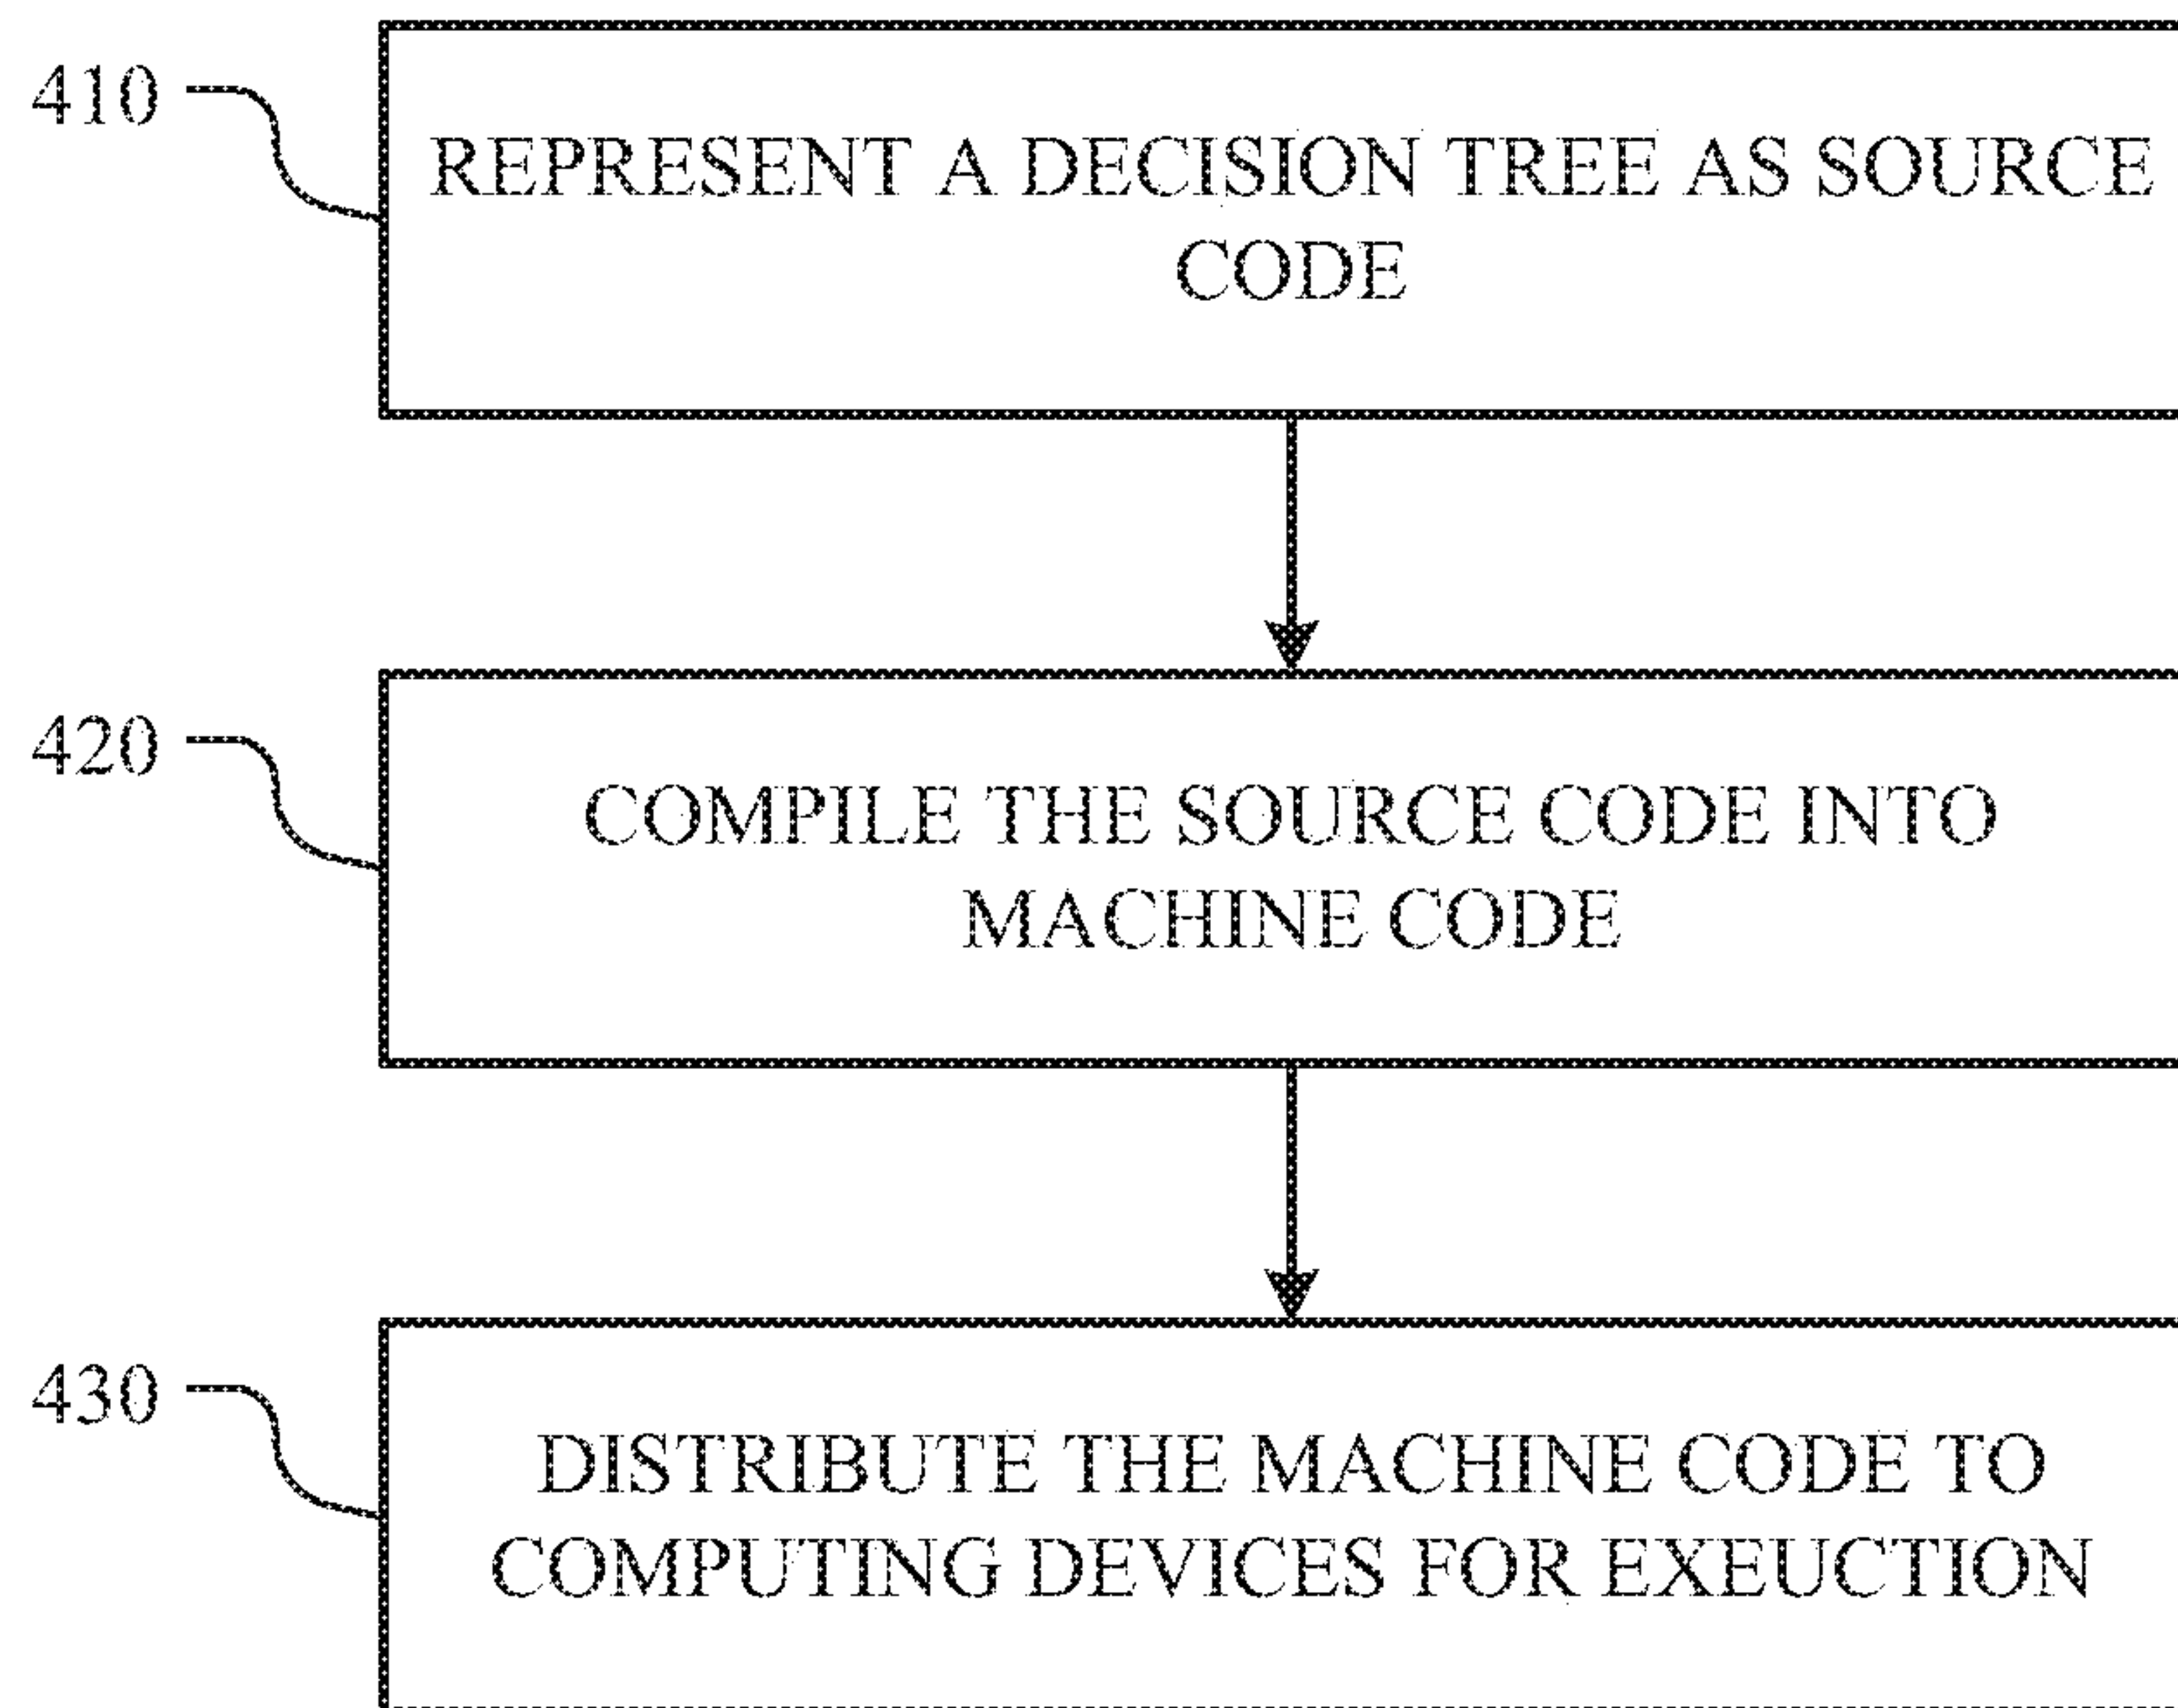 410
REPRESENT A DECISION TREE AS SOURCE
CODE
420
COMPILE THE SOURCE CODE INTO
MACHINE CODE
430
DISTRIBUTE THE MACHINE CODE TO
COMPUTING DEVICES FOR EXEUCTION